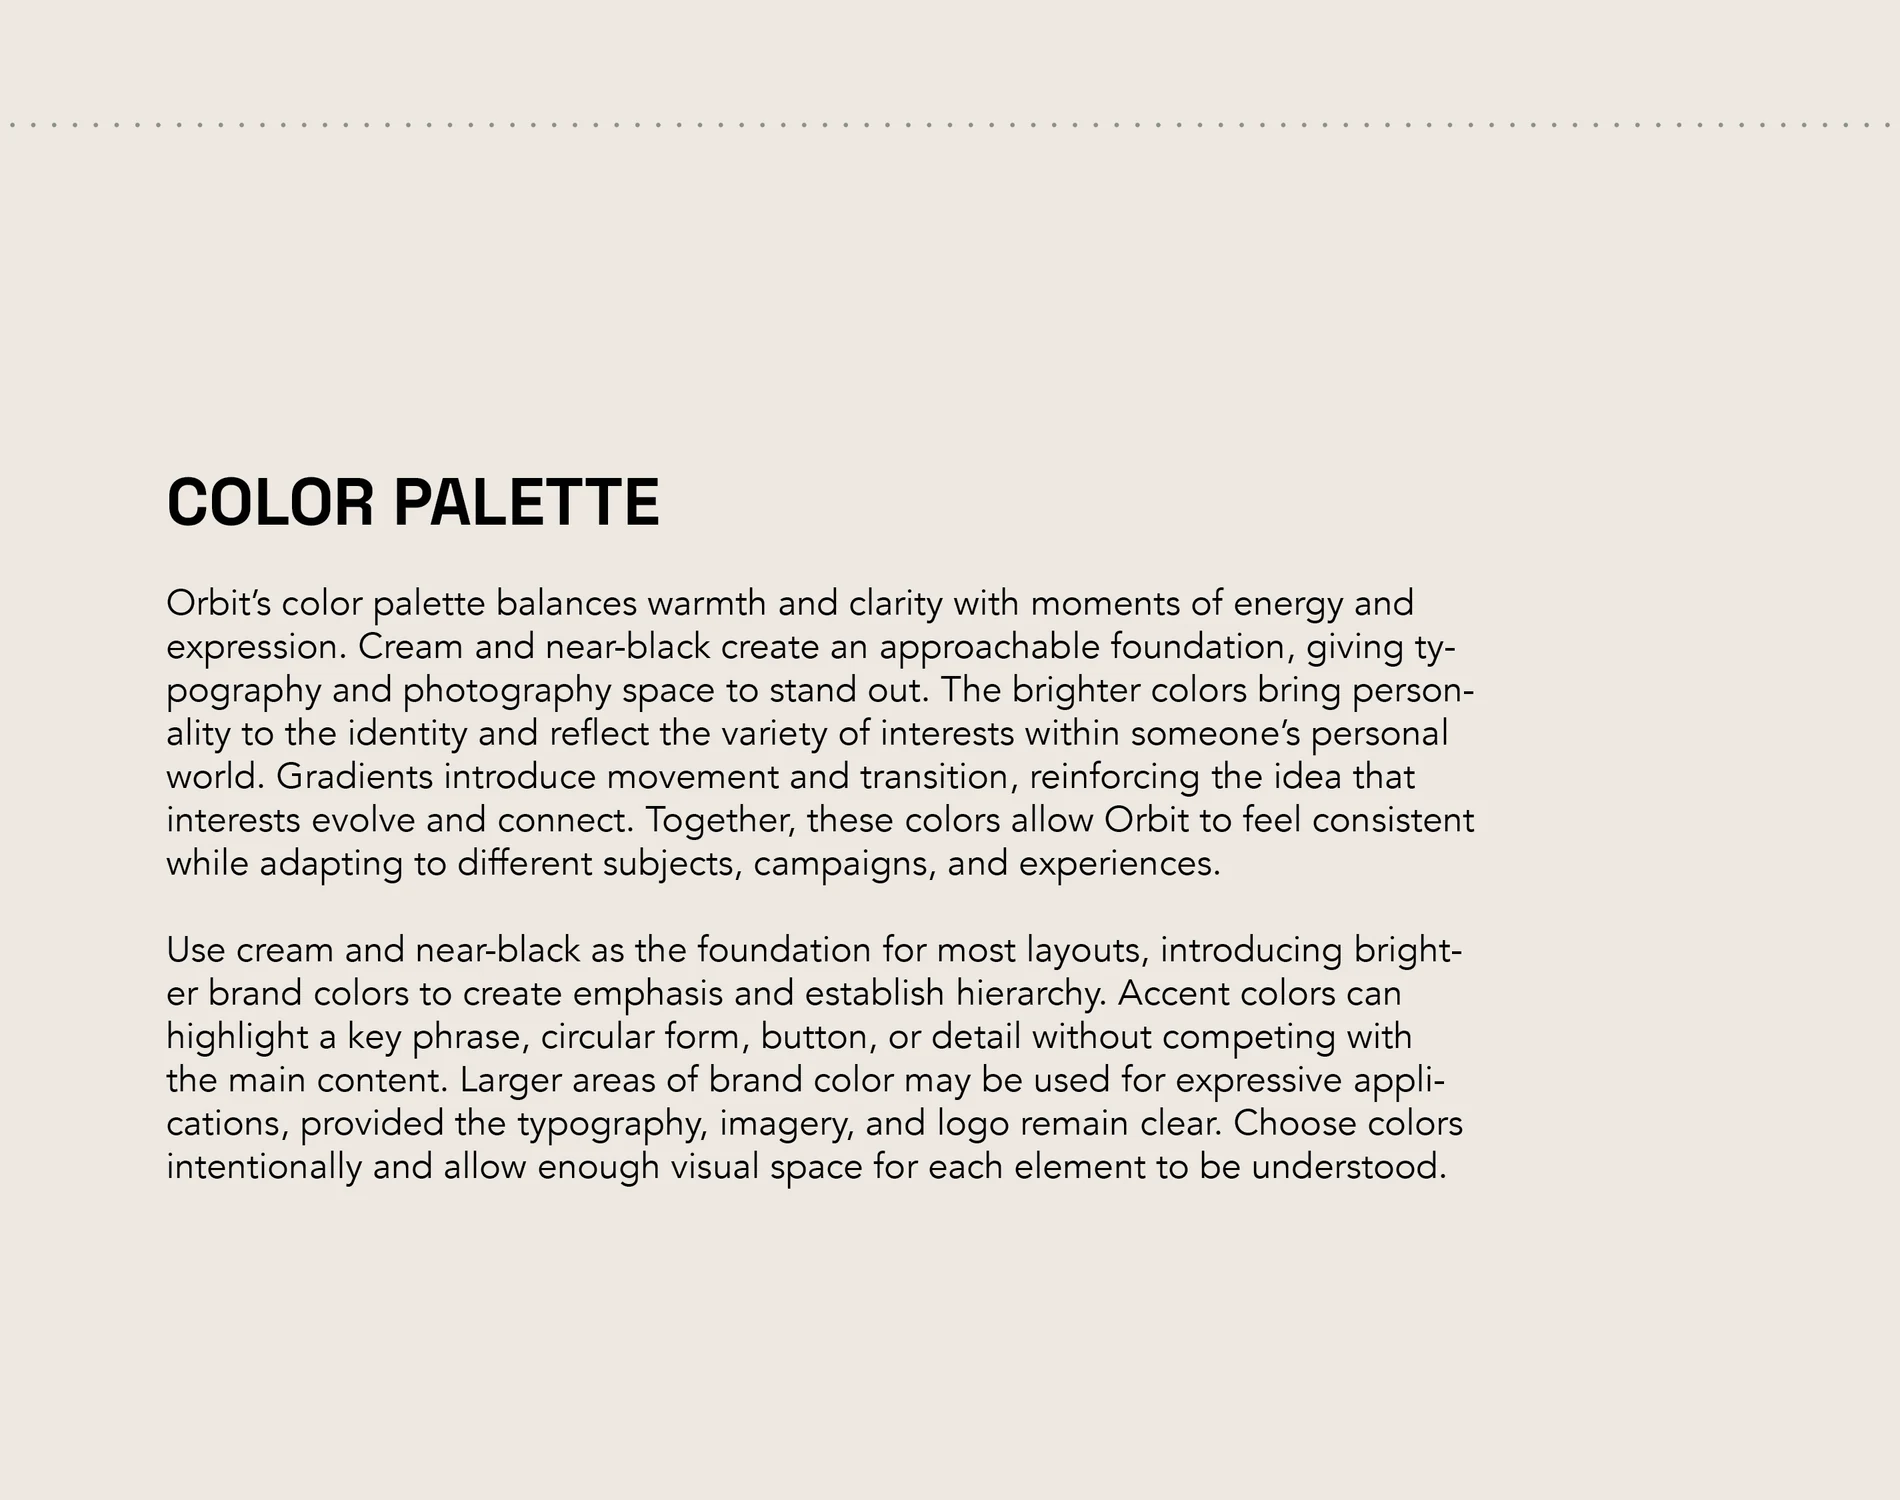 COLOR PALETTE
Orbit’s color palette balances warmth and clarity with moments of energy and
expression. Cream and near-black create an approachable foundation, giving ty-
pography and photography space to stand out. The brighter colors bring person-
ality to the identity and reflect the variety of interests within someone’s personal
world. Gradients introduce movement and transition, reinforcing the idea that
interests evolve and connect. Together, these colors allow Orbit to feel consistent
while adapting to different subjects, campaigns, and experiences.
Use cream and near-black as the foundation for most layouts, introducing bright-
er brand colors to create emphasis and establish hierarchy. Accent colors can
highlight a key phrase, circular form, button, or detail without competing with
the main content. Larger areas of brand color may be used for expressive appli-
cations, provided the typography, imagery, and logo remain clear. Choose colors
intentionally and allow enough visual space for each element to be understood.